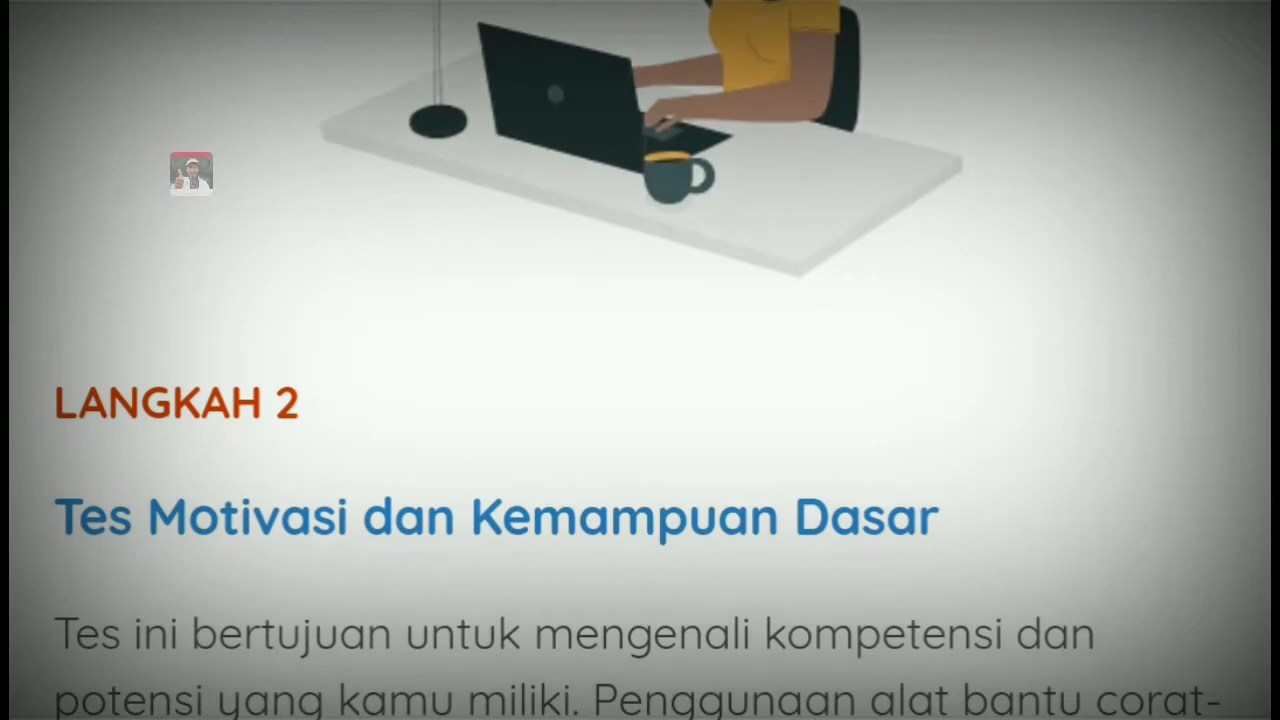 LANGKAH 2
Tes Motivasi dan Kemampuan Dasar
Tes ini bertujuan untuk mengenali kompetensi dan
potensi yang kamu miliki. Penggunaan alat bantu corat-